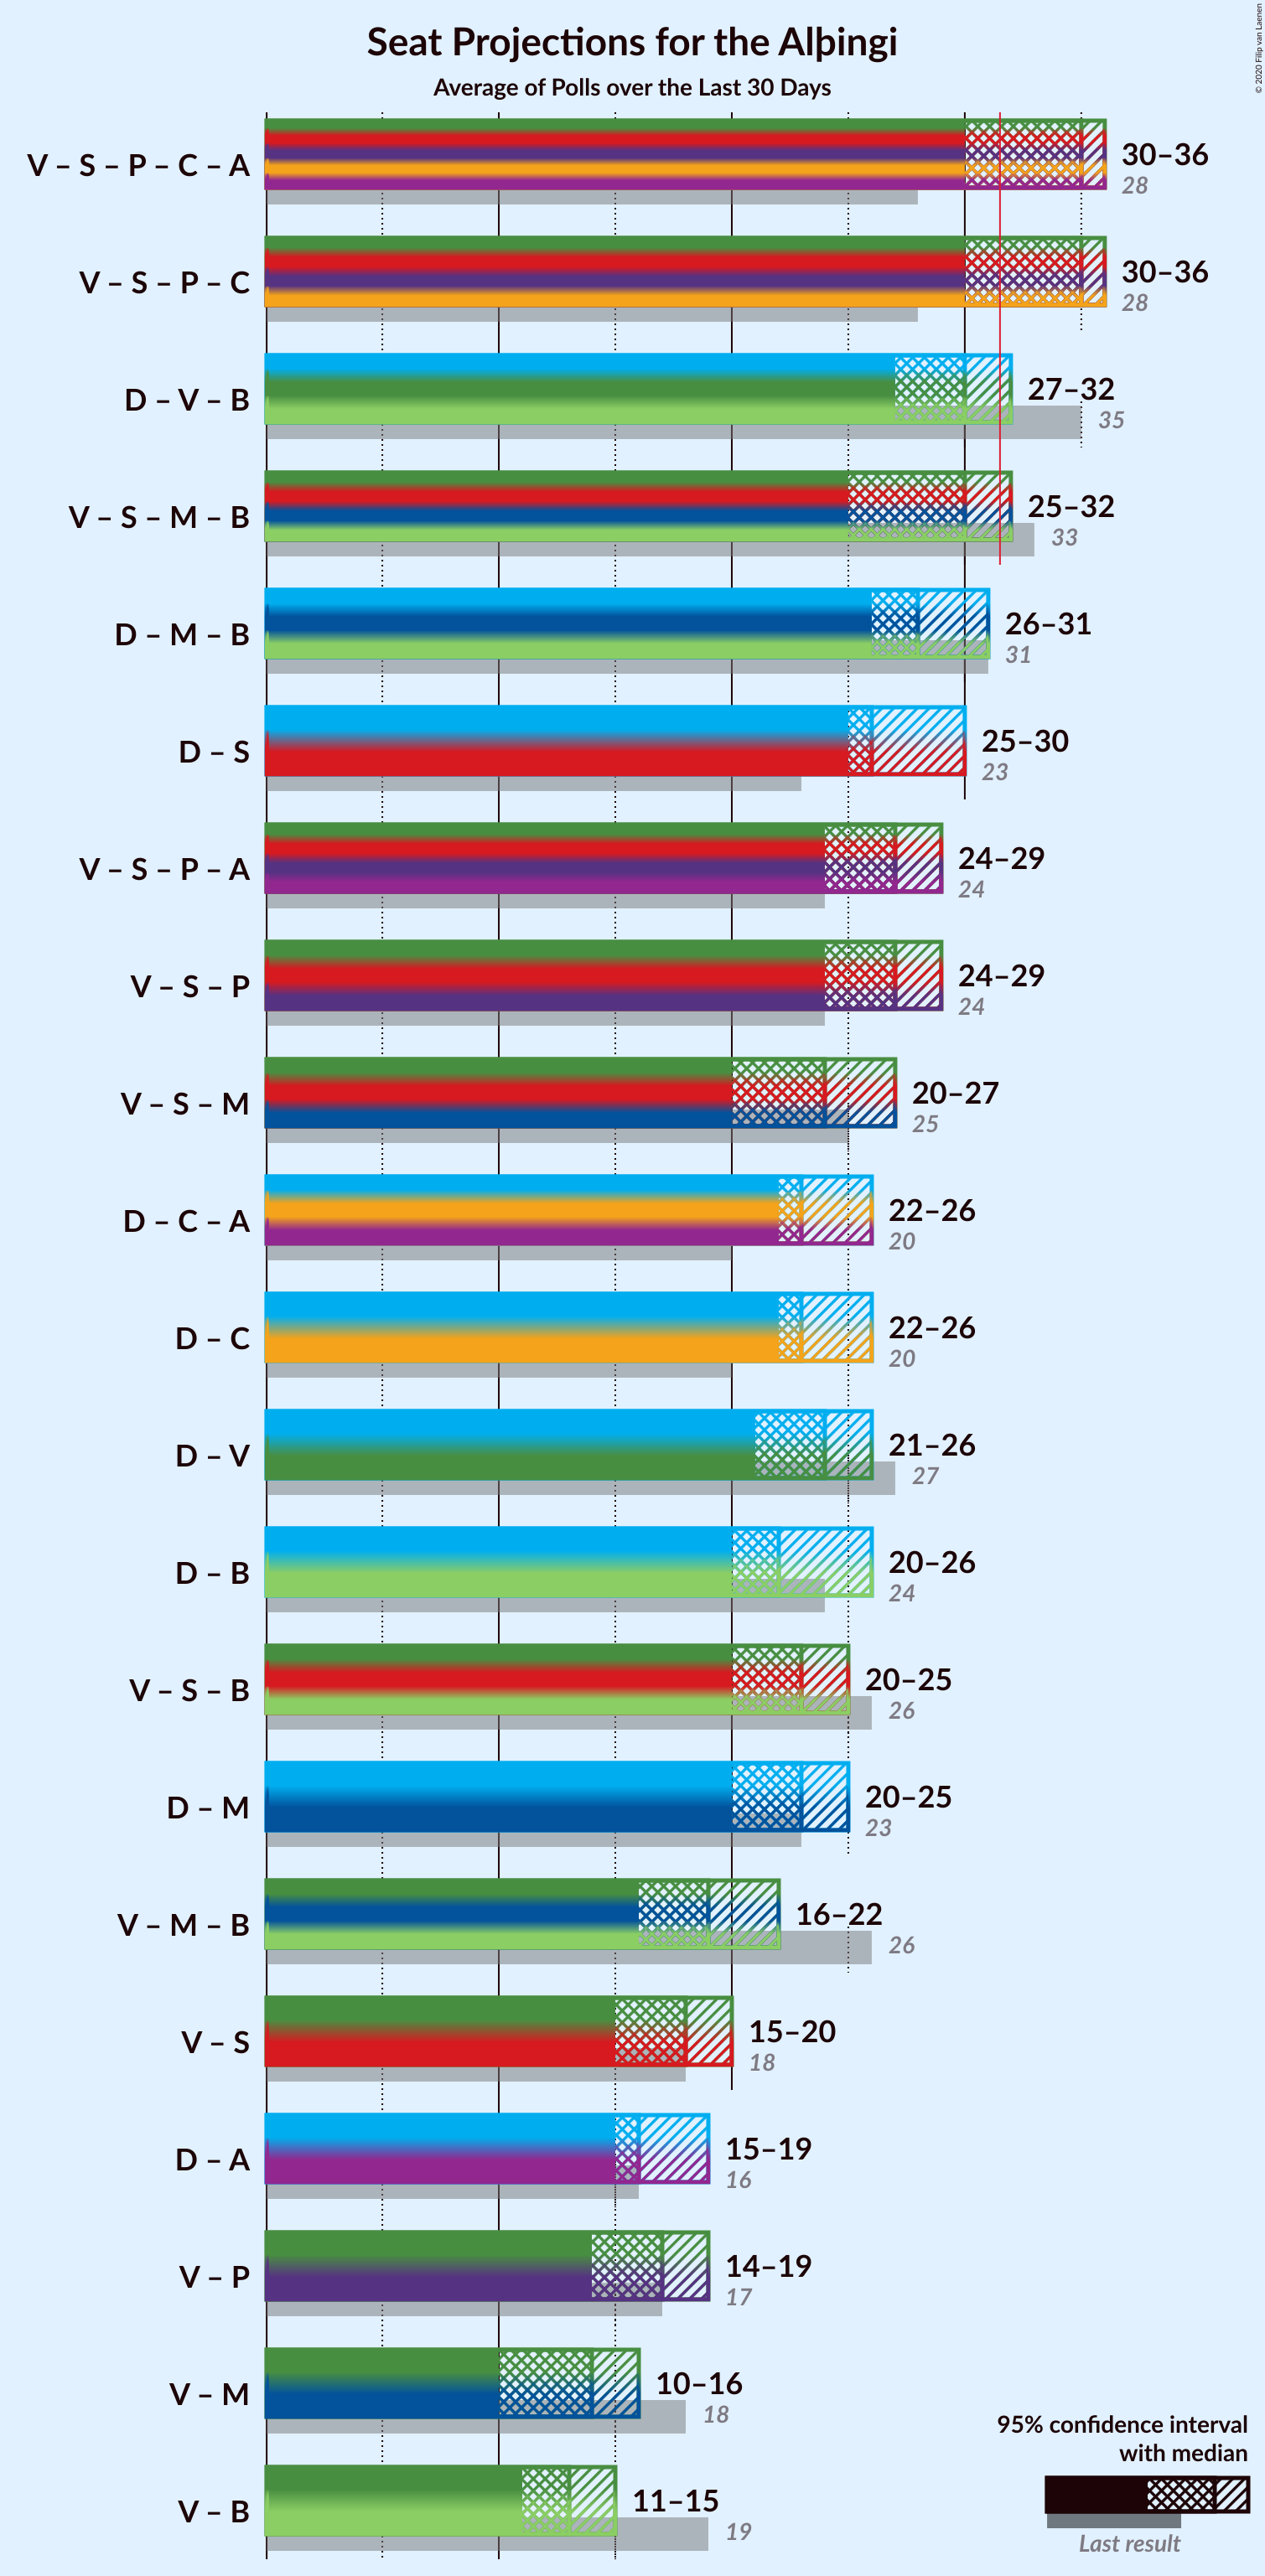 Seat Projections for the Alþingi
Average of Polls over the Last 30 Days
© 2020 Filip van Laenen
V – S – P – C – A
30–36
28
V – S – P – C
30–36
28
D – V – B
27–32
35
V – S – M – B
25–32
33
D – M – B
26–31
31
D – S
25–30
23
V – S – P – A
24–29
24
V – S – P
24–29
24
V – S – M
20–27
25
D – C – A
22–26
20
D – C
22–26
20
D – V
21–26
27
D – B
20–26
24
V – S – B
20–25
26
D – M
20–25
23
V – M – B
16–22
26
V – S
15–20
18
D – A
15–19
16
V – P
14–19
17
V – M
10–16
18
V – B
11–15
19
95% confidence interval
with median
Last result